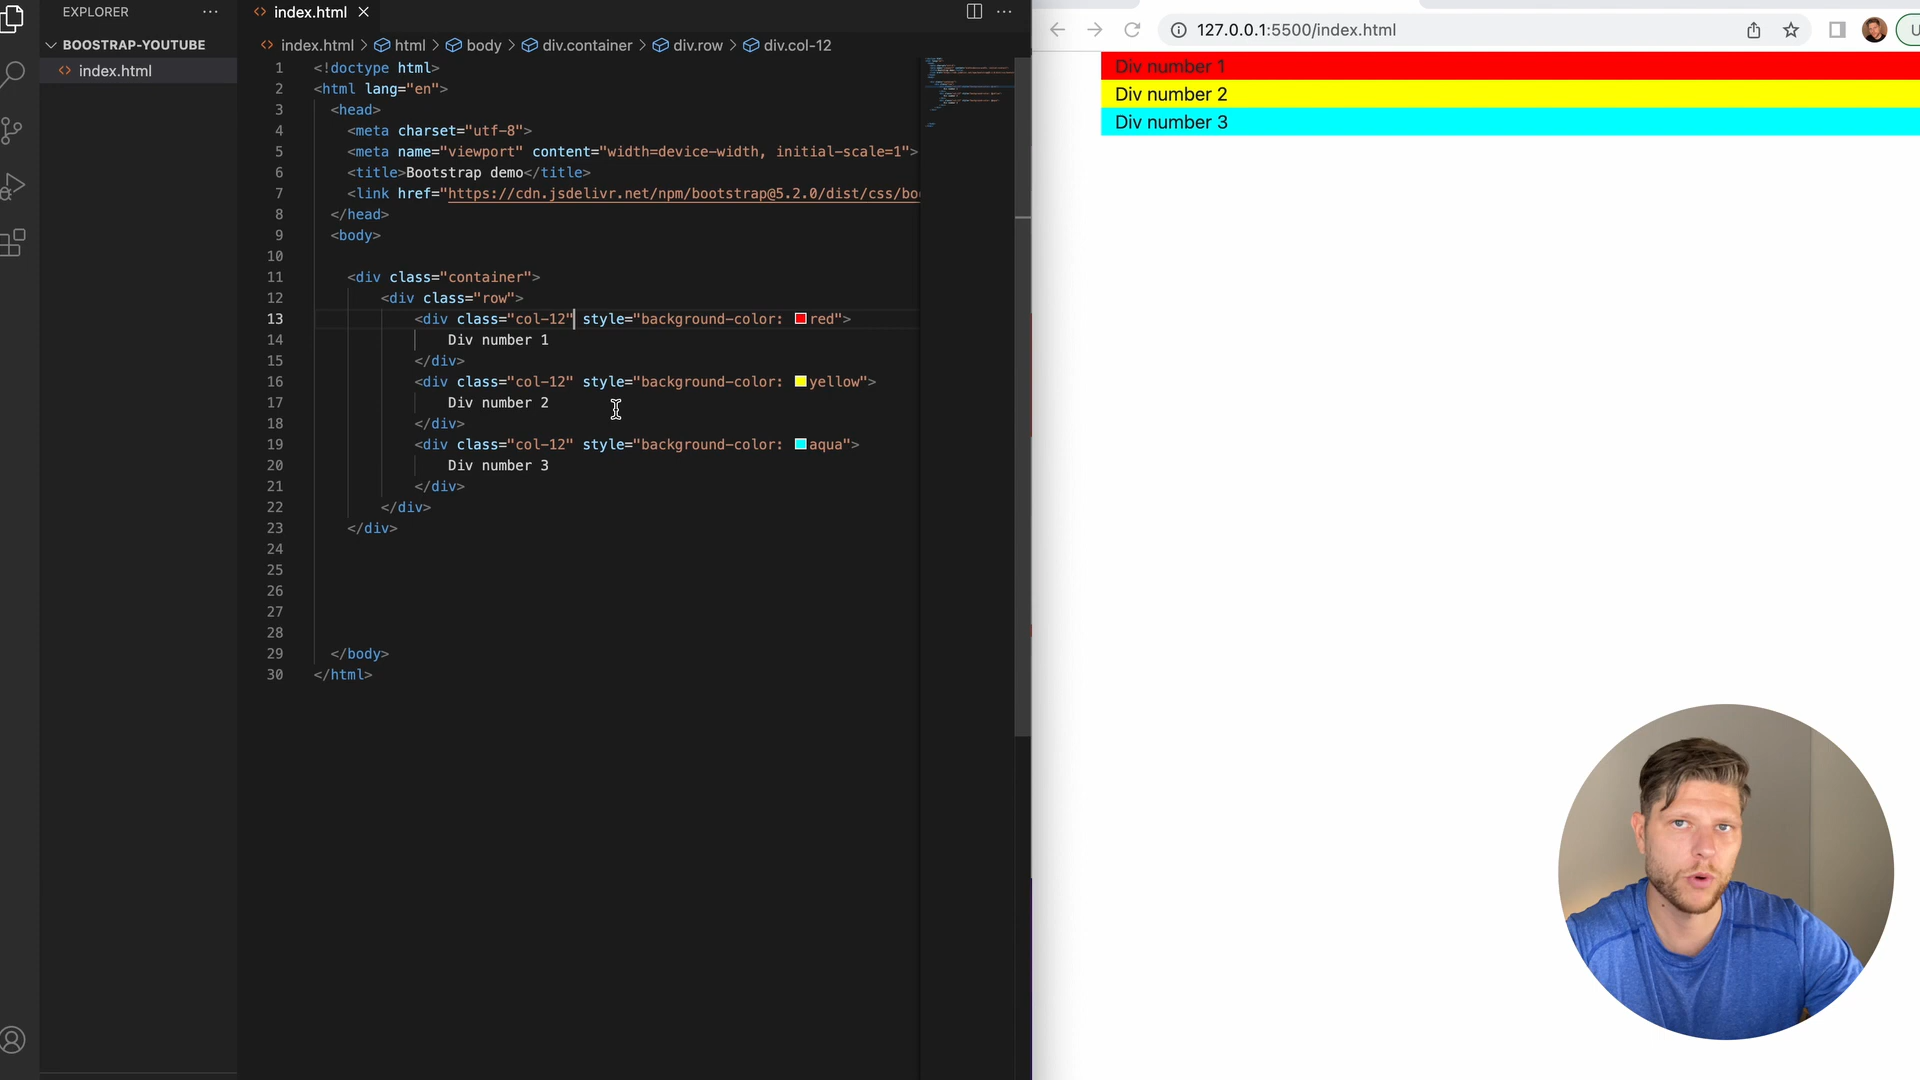 EXPLORER
BOOSTRAP-YOUTUBE
index.html
index.html
index.html > html > body > div.container > div.row > div.col-12
1 <!doctype html>
2 <html lang="en">
3 <head>
4 <meta charset="utf-8">
5 <meta name="viewport" content="width=device-width, initial-scale=1">
6 <title>Bootstrap demo</title>
7 <link href="https://cdn.jsdelivr.net/npm/bootstrap@5.2.0/dist/css/bo
8 </head>
9 <body>
10
11 <div class="container">
12 <div class="row">
13 <div class="col-12" style="background-color: red">
14 Div number 1
15 </div>
16 <div class="col-12" style="background-color: yellow">
17 Div number 2
18 </div>
19 <div class="col-12" style="background-color: aqua">
20 Div number 3
21 </div>
22 </div>
23 </div>
24
25
26
27
28
29 </body>
30 </html>
127.0.0.1:5500/index.html
Div number 1
Div number 2
Div number 3